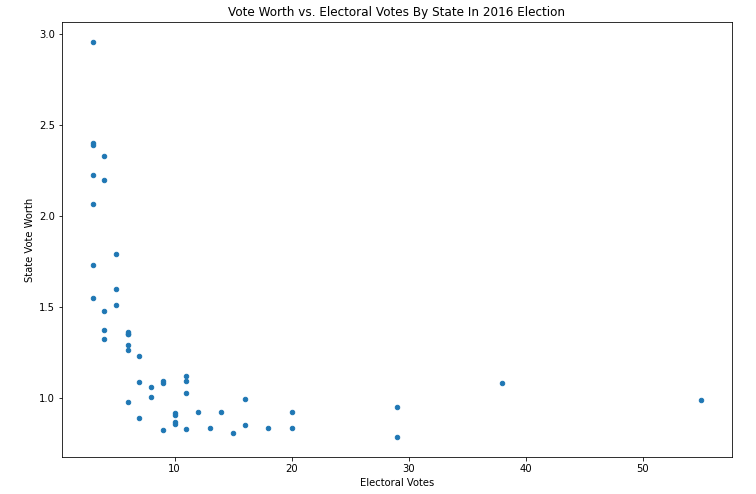 Vote Worth vs. Electoral Votes By State In 2016 Election
3.0
2.5
2.0
1.5
1.0
State Vote Worth
10 20 30 40 50
Electoral Votes